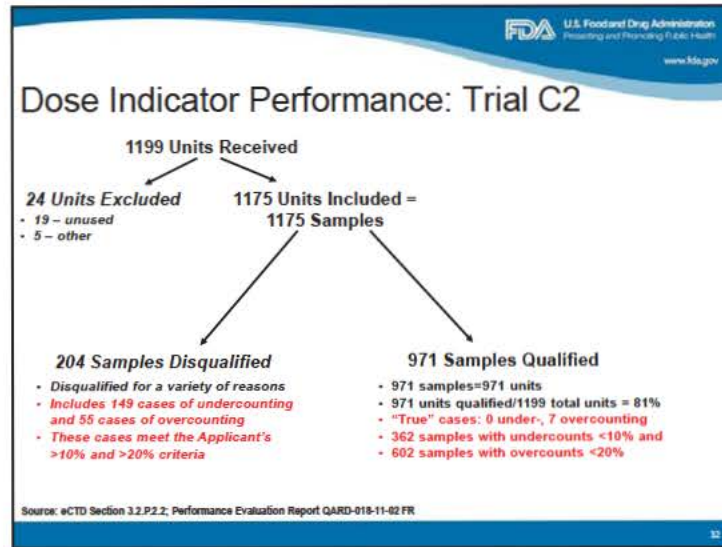 FDA U.S. Food and Drug Administration
Protecting and Promoting Public Health
www.fda.gov
Dose Indicator Performance: Trial C2
1199 Units Received
24 Units Excluded
• 19 – unused
• 5 – other
1175 Units Included =
1175 Samples
204 Samples Disqualified
• Disqualified for a variety of reasons
• Includes 149 cases of undercounting
and 55 cases of overcounting
• These cases meet the Applicant's
>10% and >20% criteria
971 Samples Qualified
• 971 samples=971 units
• 971 units qualified/1199 total units = 81%
• "True" cases: 0 under-, 7 overcounting
• 362 samples with undercounts <10% and
• 602 samples with overcounts <20%
Source: eCTD Section 3.2.P.2.2; Performance Evaluation Report QARD-018-11-02 FR
32